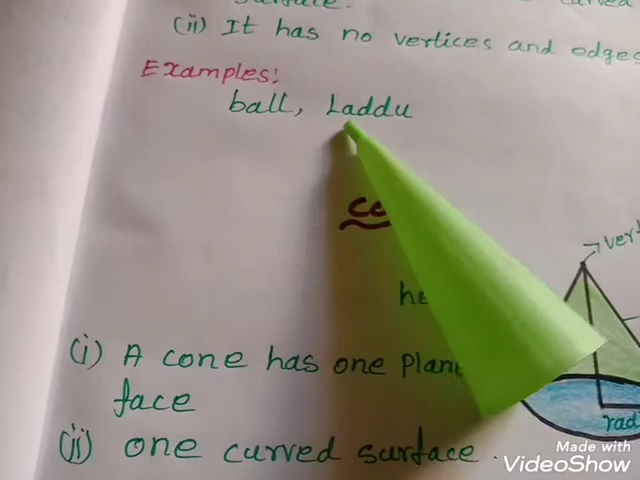 (ii) It has no vertices and edges
Examples:
ball, Laddu
(i) A cone has one
face
(ii) one curved surface.
Made with
VideoShow